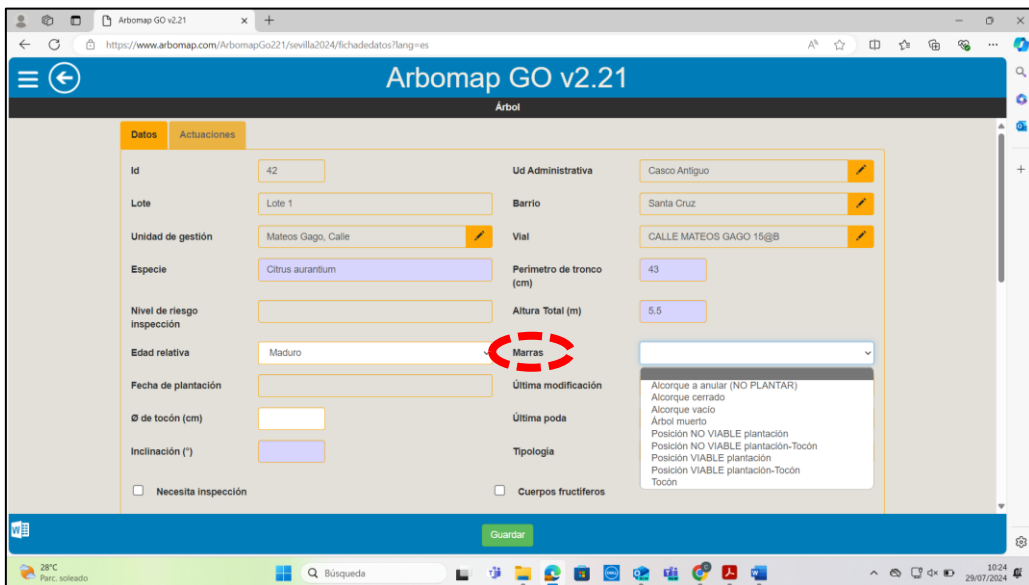 Arbomap GO v2.21
https://www.arbomap.com/ArbomapGo221/sevilla2024/fichadedatos?lang=es
Arbomap GO v2.21
Árbol
Datos Actuaciones
Id 42 Ud Administrativa Casco Antiguo
Lote Lote 1 Barrio Santa Cruz
Unidad de gestión Mateos Gago, Calle Vial CALLE MATEOS GAGO 15@B
Especie Citrus aurantium Perímetro de tronco (cm) 43
Nivel de riesgo inspección Altura Total (m) 5.5
Edad relativa Maduro Marras
Fecha de plantación Última modificación
Ø de tocón (cm) Última poda
Inclinación (°) Tipología
Alcorque a anular (NO PLANTAR)
Alcorque cerrado
Alcorque vacío
Árbol muerto
Posición NO VIABLE plantación
Posición NO VIABLE plantación-Tocón
Posición VIABLE plantación
Posición VIABLE plantación-Tocón
Tocón
Necesita inspección Cuerpos fructíferos
Guardar
28°C
Parc. soleado
Búsqueda
10:24
29/07/2024